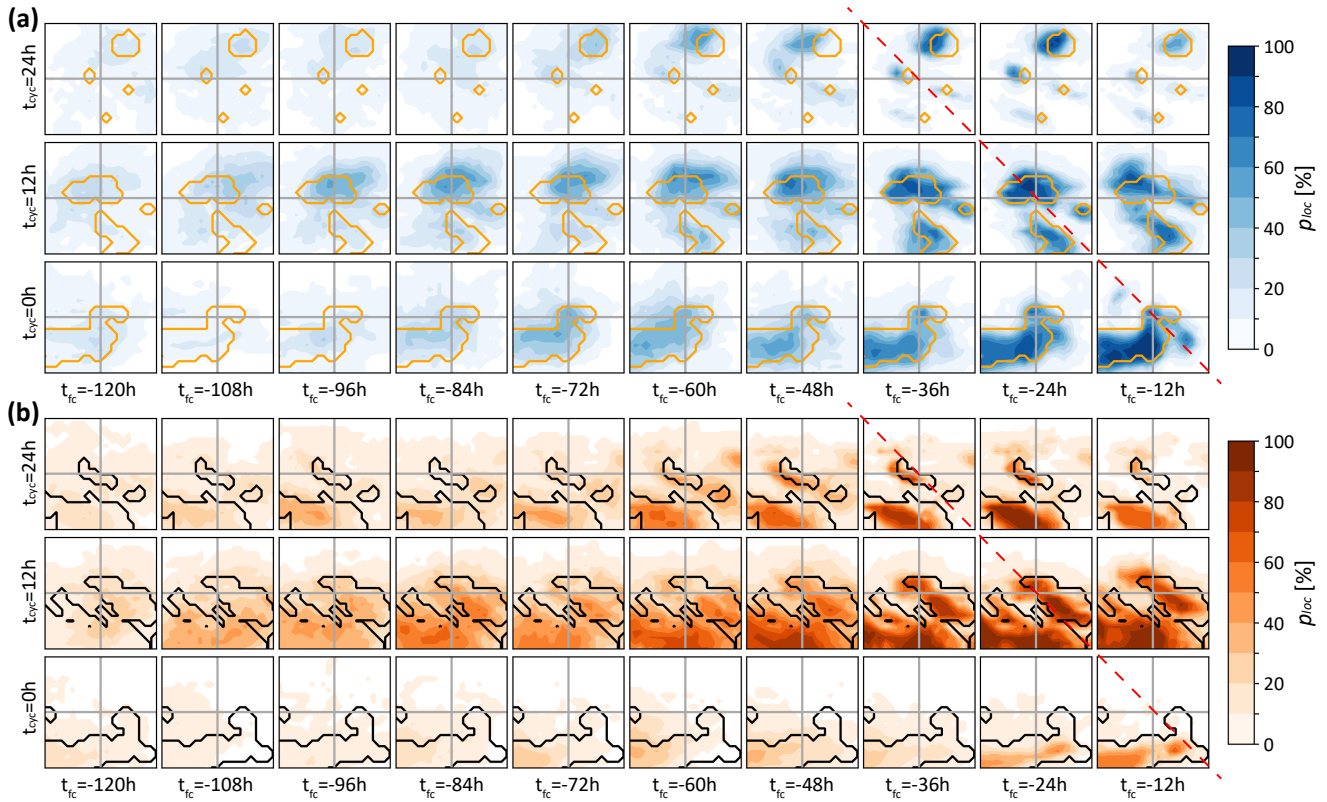 (a)
t_cyc=24h
t_cyc=12h
t_cyc=0h
t_fc=-120h t_fc=-108h t_fc=-96h t_fc=-84h t_fc=-72h t_fc=-60h t_fc=-48h t_fc=-36h t_fc=-24h t_fc=-12h
100
80
60
40
20
0
p_loc [%]
(b)
t_cyc=24h
t_cyc=12h
t_cyc=0h
t_fc=-120h t_fc=-108h t_fc=-96h t_fc=-84h t_fc=-72h t_fc=-60h t_fc=-48h t_fc=-36h t_fc=-24h t_fc=-12h
100
80
60
40
20
0
p_loc [%]